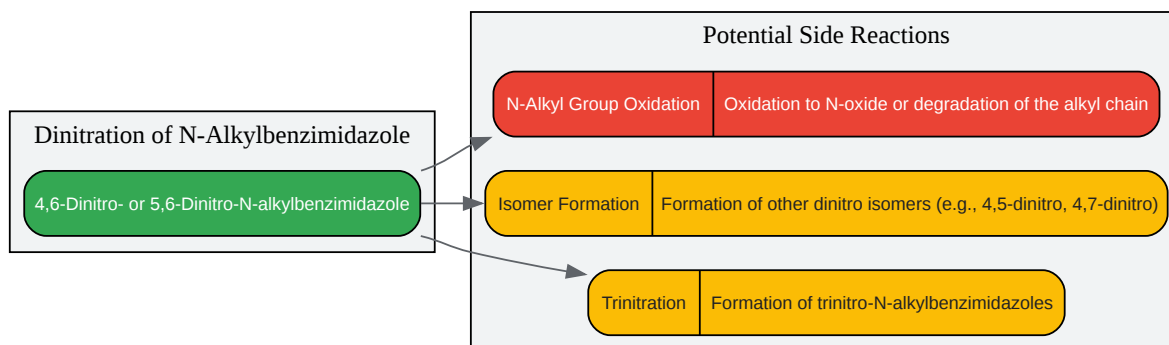 Potential Side Reactions
N-Alkyl Group Oxidation
Oxidation to N-oxide or degradation of the alkyl chain
Dinitration of N-Alkylbenzimidazole
4,6-Dinitro- or 5,6-Dinitro-N-alkylbenzimidazole
Isomer Formation
Formation of other dinitro isomers (e.g., 4,5-dinitro, 4,7-dinitro)
Trinitration
Formation of trinitro-N-alkylbenzimidazoles